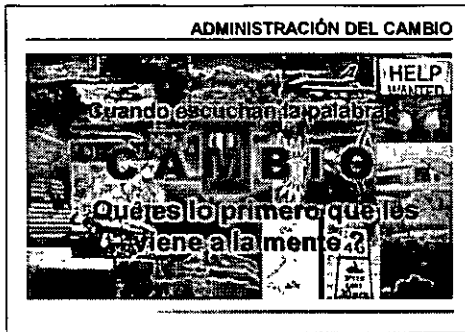 ADMINISTRACIÓN DEL CAMBIO
HELP
WANTED
Cuando escuchan la palabra
CAMBIO
¿Qué es lo primero que les
viene a la mente?